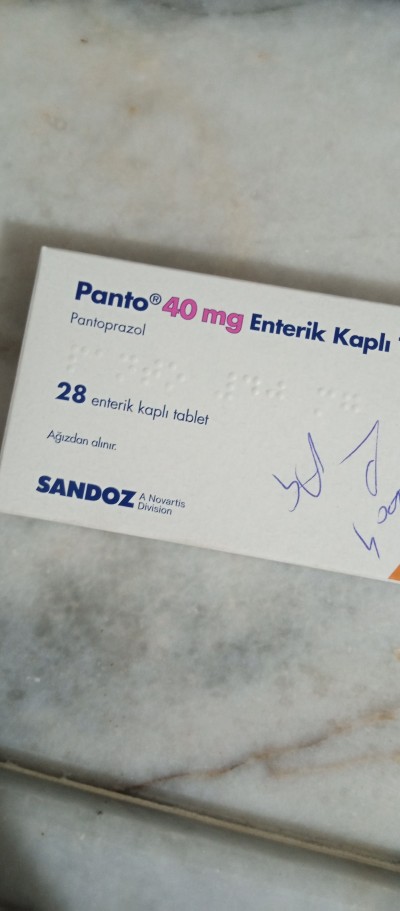 Panto® 40 mg Enterik Kaplı
Pantoprazol
28 enterik kaplı tablet
Ağızdan alınır.
SANDOZ A Novartis
Division